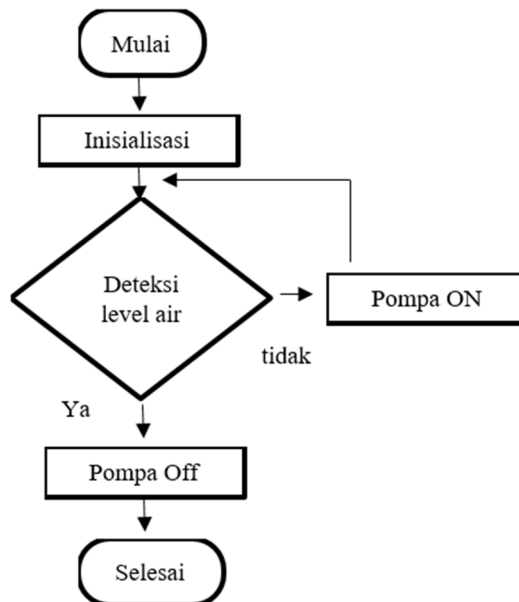 Mulai
Inisialisasi
Deteksi
level air
Pompa ON
tidak
Ya
Pompa Off
Selesai